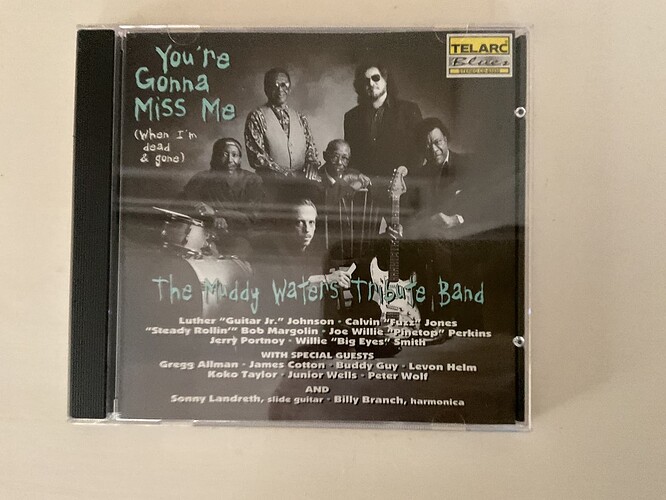 You're
Gonna
Miss Me
(When I'm
dead
& gone)
TELARC
Blues
The Muddy Waters Tribute Band
Luther "Guitar Jr." Johnson · Calvin "Fuzz" Jones
"Steady Rollin'" Bob Margolin · Joe Willie "Pinetop" Perkins
Jerry Portnoy · Willie "Big Eyes" Smith
WITH SPECIAL GUESTS
Gregg Allman · James Cotton · Buddy Guy · Levon Helm
Koko Taylor · Junior Wells · Peter Wolf
AND
Sonny Landreth, slide guitar · Billy Branch, harmonica